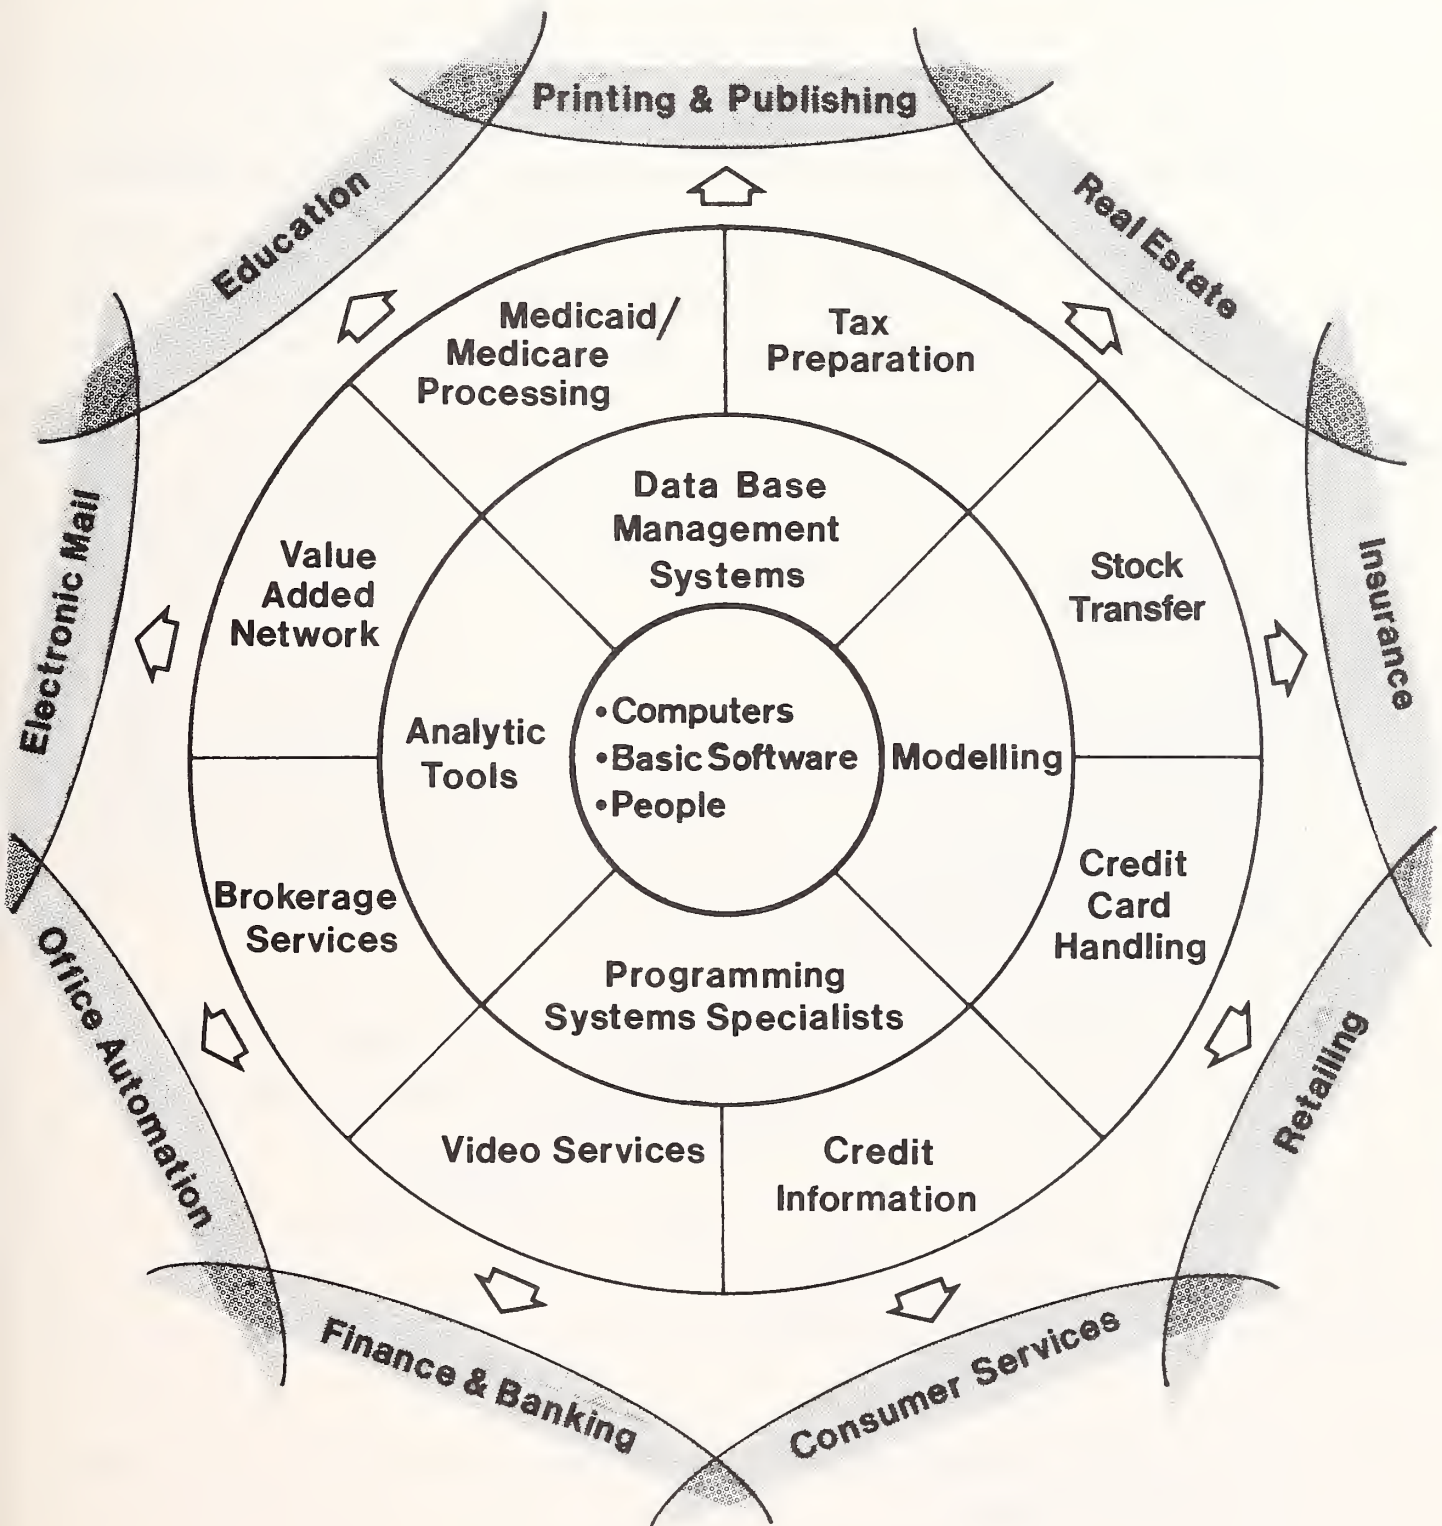 Printing & Publishing
Real Estate
Insurance
Retailing
Consumer Services
Finance & Banking
Office Automation
Electronic Mail
Education
Medicaid/
Medicare
Processing
Tax
Preparation
Stock
Transfer
Credit
Card
Handling
Credit
Information
Video Services
Brokerage
Services
Value
Added
Network
Data Base
Management
Systems
Modelling
Programming
Systems Specialists
Analytic
Tools
•Computers
•Basic Software
•People